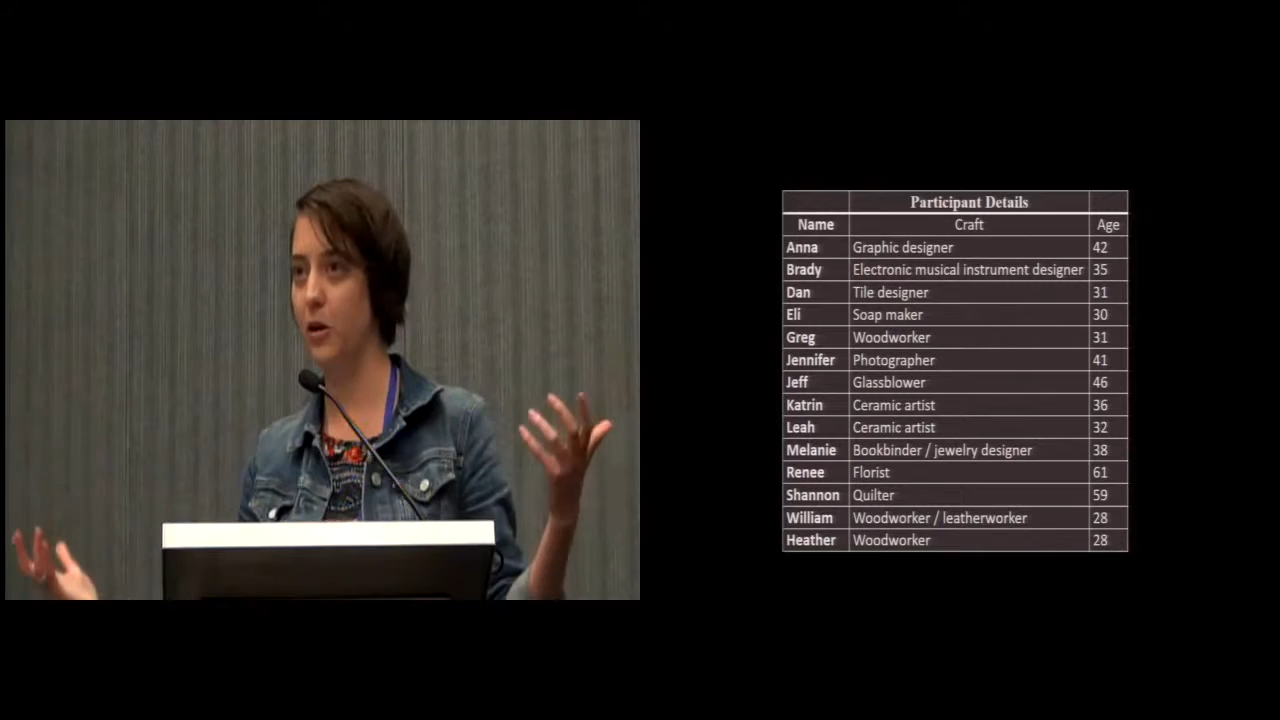 Participant Details
Name Craft Age
Anna Graphic designer 42
Brady Electronic musical instrument designer 35
Dan Tile designer 31
Eli Soap maker 30
Greg Woodworker 31
Jennifer Photographer 41
Jeff Glassblower 46
Katrin Ceramic artist 36
Leah Ceramic artist 32
Melanie Bookbinder / jewelry designer 38
Renee Florist 61
Shannon Quilter 59
William Woodworker / leatherworker 28
Heather Woodworker 28